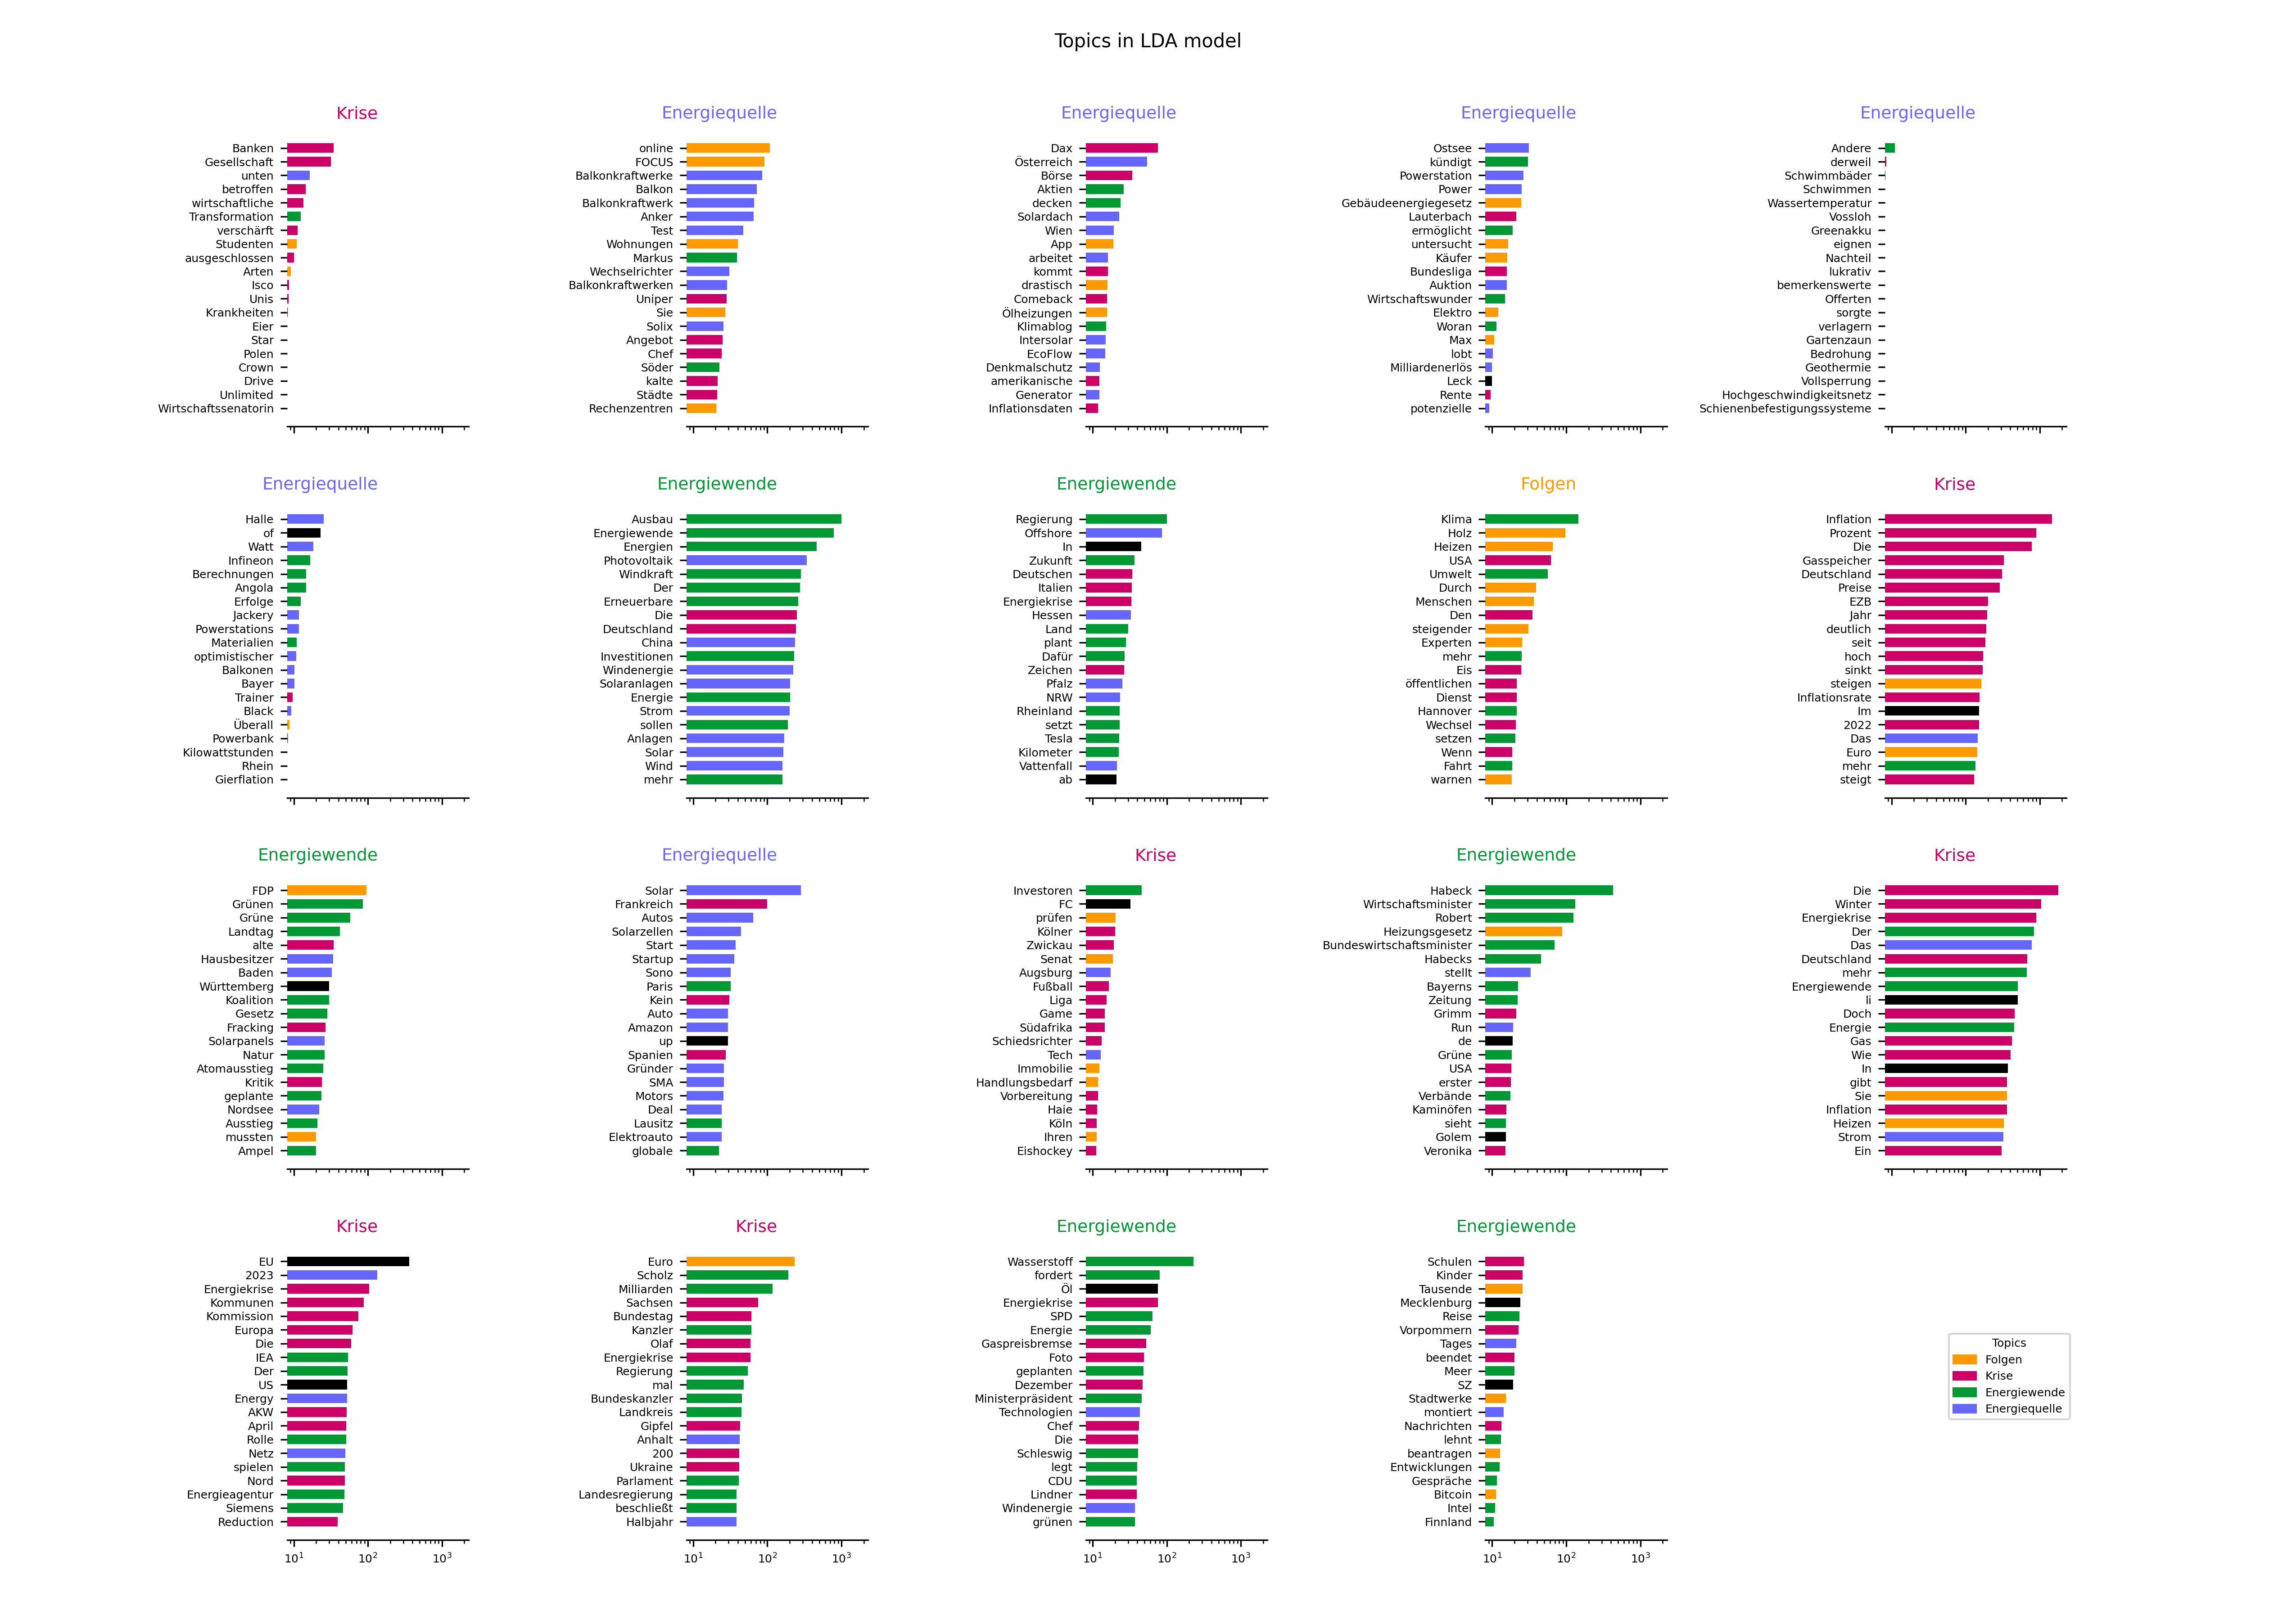 Topics in LDA model
Krise
Banken
Gesellschaft
unten
betroffen
wirtschaftliche
Transformation
verschärft
Studenten
ausgeschlossen
Arten
Isco
Unis
Krankheiten
Eier
Star
Polen
Crown
Drive
Unlimited
Wirtschaftssenatorin
Energiequelle
online
FOCUS
Balkonkraftwerke
Balkon
Balkonkraftwerk
Anker
Test
Wohnungen
Markus
Wechselrichter
Balkonkraftwerken
Uniper
Sie
Solix
Angebot
Chef
Söder
kalte
Städte
Rechenzentren
Energiequelle
Dax
Österreich
Börse
Aktien
decken
Solardach
Wien
App
arbeitet
kommt
drastisch
Comeback
Ölheizungen
Klimablog
Intersolar
EcoFlow
Denkmalschutz
amerikanische
Generator
Inflationsdaten
Energiequelle
Ostsee
kündigt
Powerstation
Power
Gebäudeenergiegesetz
Lauterbach
ermöglicht
untersucht
Käufer
Bundesliga
Auktion
Wirtschaftswunder
Elektro
Woran
Max
lobt
Milliardenerlös
Leck
Rente
potenzielle
Energiequelle
Andere
derweil
Schwimmbäder
Schwimmen
Wassertemperatur
Vossloh
Greenakku
eignen
Nachteil
lukrativ
bemerkenswerte
Offerten
sorgte
verlagern
Gartenzaun
Bedrohung
Geothermie
Vollsperrung
Hochgeschwindigkeitsnetz
Schienenbefestigungssysteme
Energiequelle
Halle
of
Watt
Infineon
Berechnungen
Angola
Erfolge
Jackery
Powerstations
Materialien
optimistischer
Balkonen
Bayer
Trainer
Black
Überall
Powerbank
Kilowattstunden
Rhein
Gierflation
Energiewende
Ausbau
Energiewende
Energien
Photovoltaik
Windkraft
Der
Erneuerbare
Die
Deutschland
China
Investitionen
Windenergie
Solaranlagen
Energie
Strom
sollen
Anlagen
Solar
Wind
mehr
Energiewende
Regierung
Offshore
In
Zukunft
Deutschen
Italien
Energiekrise
Hessen
Land
plant
Dafür
Zeichen
Pfalz
NRW
Rheinland
setzt
Tesla
Kilometer
Vattenfall
ab
Folgen
Klima
Holz
Heizen
USA
Umwelt
Durch
Menschen
Den
steigender
Experten
mehr
Eis
öffentlichen
Dienst
Hannover
Wechsel
setzen
Wenn
Fahrt
warnen
Krise
Inflation
Prozent
Die
Gasspeicher
Deutschland
Preise
EZB
Jahr
deutlich
seit
hoch
sinkt
steigen
Inflationsrate
Im
2022
Das
Euro
mehr
steigt
Energiewende
FDP
Grünen
Grüne
Landtag
alte
Hausbesitzer
Baden
Württemberg
Koalition
Gesetz
Fracking
Solarpanels
Natur
Atomausstieg
Kritik
geplante
Nordsee
Ausstieg
mussten
Ampel
Energiequelle
Solar
Frankreich
Autos
Solarzellen
Start
Startup
Sono
Paris
Kein
Auto
Amazon
up
Spanien
Gründer
SMA
Motors
Deal
Lausitz
Elektroauto
globale
Krise
Investoren
FC
prüfen
Kölner
Zwickau
Senat
Augsburg
Fußball
Liga
Game
Südafrika
Schiedsrichter
Tech
Immobilie
Handlungsbedarf
Vorbereitung
Haie
Köln
Ihren
Eishockey
Energiewende
Habeck
Wirtschaftsminister
Robert
Heizungsgesetz
Bundeswirtschaftsminister
Habecks
stellt
Bayerns
Zeitung
Grimm
Run
de
Grüne
USA
erster
Verbände
Kaminöfen
sieht
Golem
Veronika
Krise
Die
Winter
Energiekrise
Der
Das
Deutschland
mehr
Energiewende
li
Doch
Energie
Gas
Wie
In
gibt
Sie
Inflation
Heizen
Strom
Ein
Krise
EU
2023
Energiekrise
Kommunen
Kommission
Europa
Die
IEA
Der
US
Energy
AKW
April
Rolle
Netz
spielen
Nord
Energieagentur
Siemens
Reduction
10¹ 10² 10³
Krise
Euro
Scholz
Milliarden
Sachsen
Bundestag
Kanzler
Olaf
Energiekrise
Regierung
mal
Bundeskanzler
Landkreis
Gipfel
Anhalt
200
Ukraine
Parlament
Landesregierung
beschließt
Halbjahr
10¹ 10² 10³
Energiewende
Wasserstoff
fordert
Öl
Energiekrise
SPD
Energie
Gaspreisbremse
Foto
geplanten
Dezember
Ministerpräsident
Technologien
Chef
Die
Schleswig
legt
CDU
Lindner
Windenergie
grünen
10¹ 10² 10³
Energiewende
Schulen
Kinder
Tausende
Mecklenburg
Reise
Vorpommern
Tages
beendet
Meer
SZ
Stadtwerke
montiert
Nachrichten
lehnt
beantragen
Entwicklungen
Gespräche
Bitcoin
Intel
Finnland
10¹ 10² 10³
Topics
Folgen
Krise
Energiewende
Energiequelle